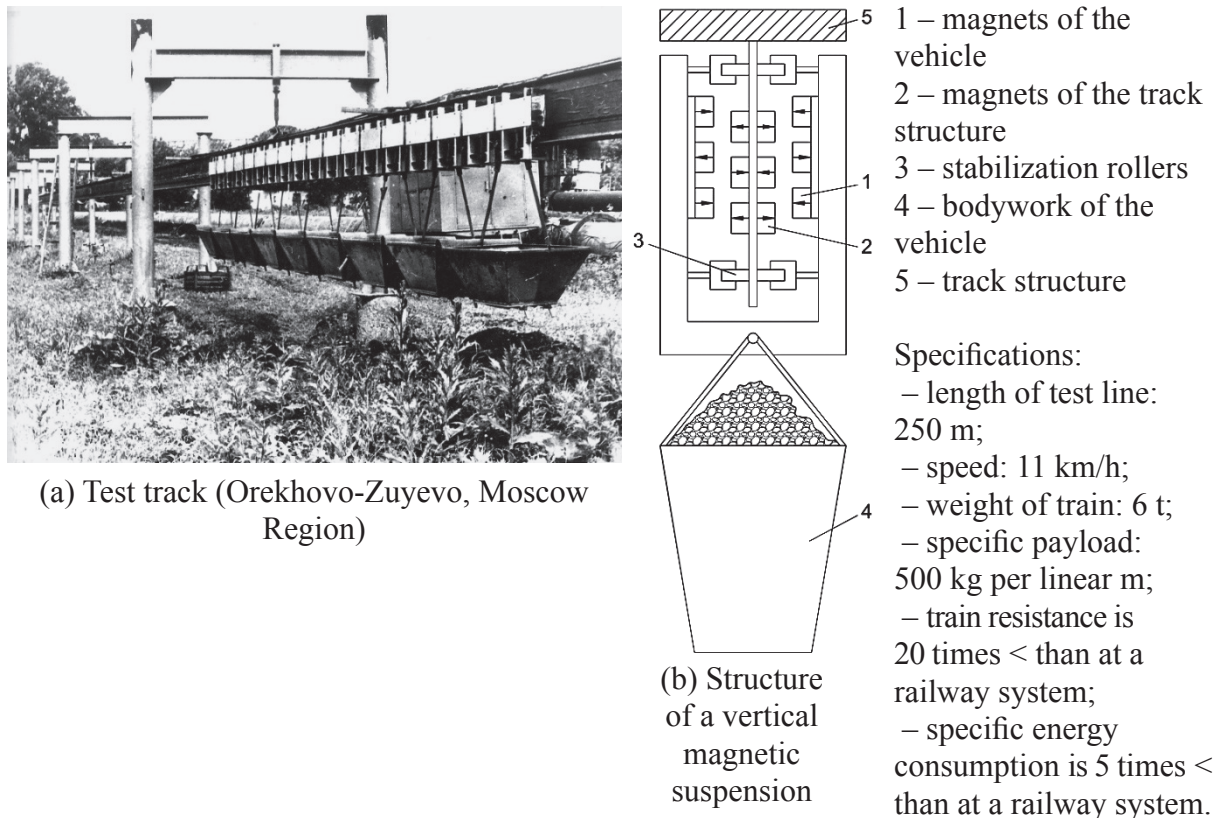 (a) Test track (Orekhovo-Zuyevo, Moscow
Region)
5
1
2
3
4
(b) Structure
of a vertical
magnetic
suspension
1 – magnets of the
vehicle
2 – magnets of the track
structure
3 – stabilization rollers
4 – bodywork of the
vehicle
5 – track structure
Specifications:
– length of test line:
250 m;
– speed: 11 km/h;
– weight of train: 6 t;
– specific payload:
500 kg per linear m;
– train resistance is
20 times < than at a
railway system;
– specific energy
consumption is 5 times <
than at a railway system.